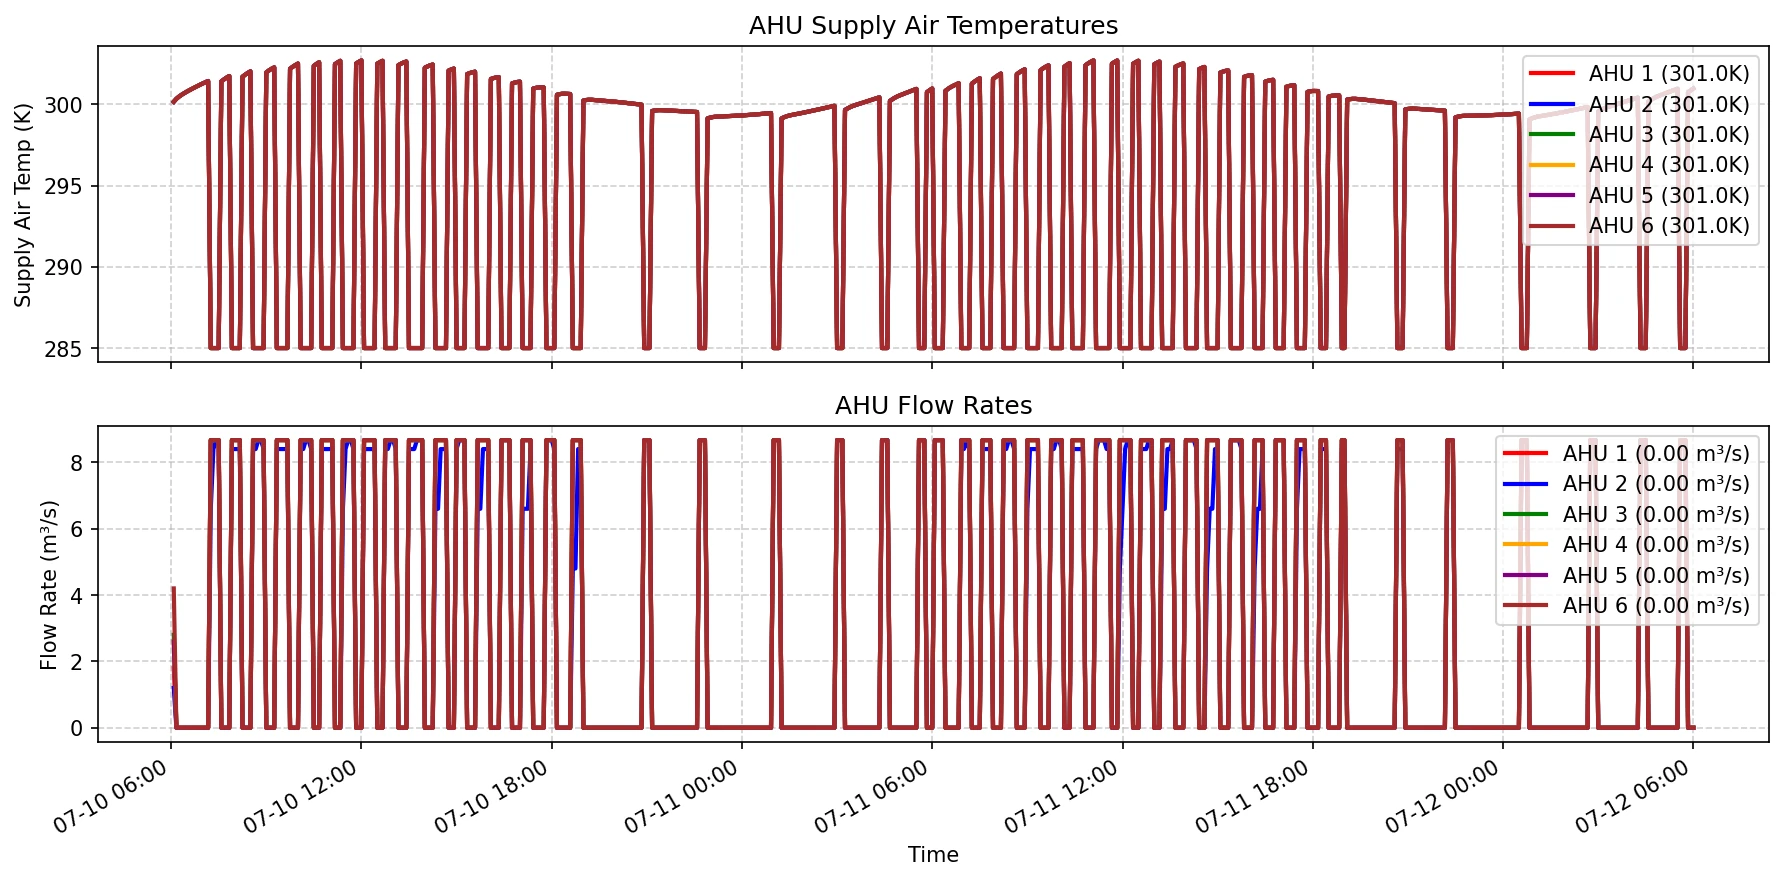 AHU Supply Air Temperatures
Supply Air Temp (K)
300
295
290
285
AHU 1 (301.0K)
AHU 2 (301.0K)
AHU 3 (301.0K)
AHU 4 (301.0K)
AHU 5 (301.0K)
AHU 6 (301.0K)
AHU Flow Rates
Flow Rate (m³/s)
8
6
4
2
0
AHU 1 (0.00 m³/s)
AHU 2 (0.00 m³/s)
AHU 3 (0.00 m³/s)
AHU 4 (0.00 m³/s)
AHU 5 (0.00 m³/s)
AHU 6 (0.00 m³/s)
07-10 06:00
07-10 12:00
07-10 18:00
07-11 00:00
07-11 06:00
07-11 12:00
07-11 18:00
07-12 00:00
07-12 06:00
Time